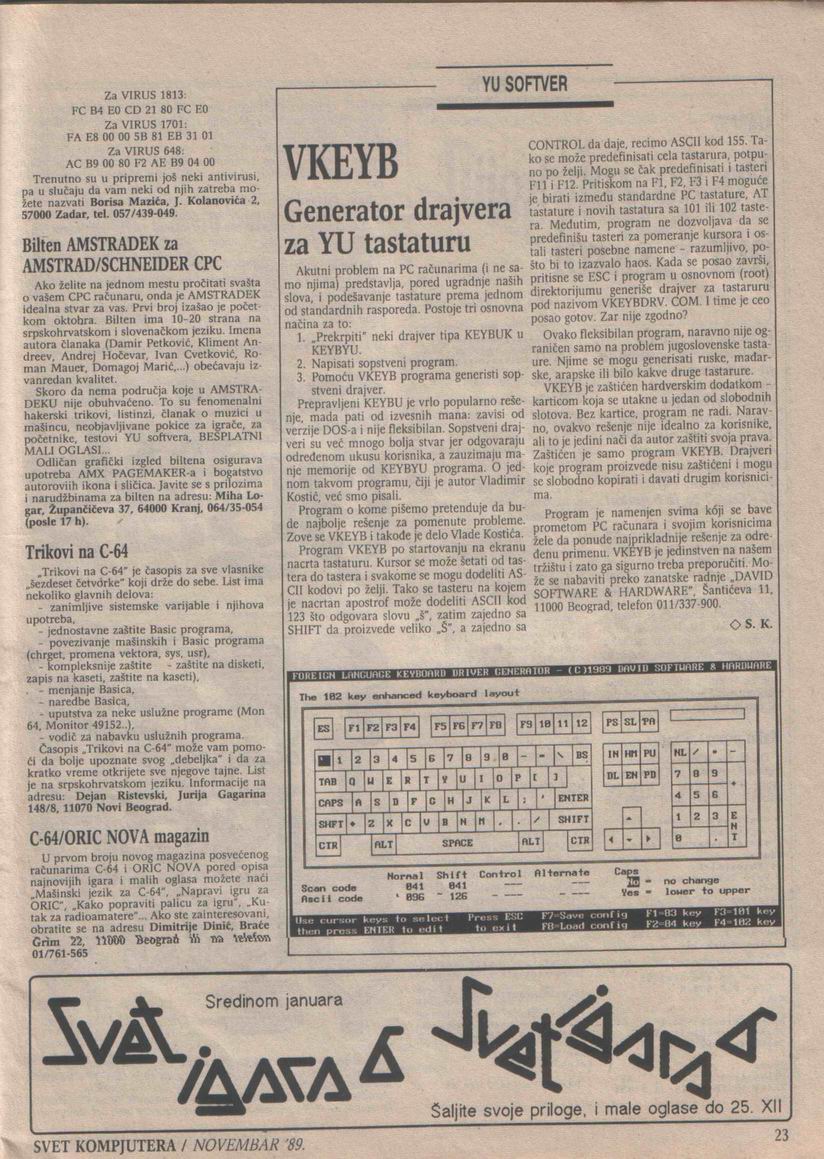 Za VIRUS 1813:
FC B4 E0 CD 21 80 FC E0
Za VIRUS 1701:
FA E8 00 00 5B 81 EB 31 01
Za VIRUS 648:
AC B9 00 80 F2 AE B9 04 00
Trenutno su u pripremi još neki antivirusi,
pa u slučaju da vam neki od njih zatreba mo-
žete nazvati Borisa Mazića, J. Kolanovića 2,
57000 Zadar, tel. 057/439-049.
Bilten AMSTRADEK za
AMSTRAD/SCHNEIDER CPC
Ako želite na jednom mestu pročitati svašta
o vašem CPC računaru, onda je AMSTRADEK
idealna stvar za vas. Prvi broj izašao je počet-
kom oktobra. Bilten ima 10-20 strana na
srpskohrvatskom i slovenačkom jeziku. Imena
autora članaka (Damir Petković, Kliment An-
dreev, Andrej Hočevar, Ivan Cvetković, Ro-
man Mauer, Domagoj Marić,...) obećavaju iz-
vanredan kvalitet.
Skoro da nema područja koje u AMSTRA-
DEKU nije obuhvaćeno. To su fenomenalni
hakerski trikovi, listinzi, članak o muzici u
mašincu, neobjavljivane pokice za igrače, za
početnike, testovi YU softvera, BESPLATNI
MALI OGLASI...
Odličan grafički izgled biltena osigurava
upotreba AMX PAGEMAKER-a i bogatstvo
autorovih ikona i sličica. Javite se s prilozima
i narudžbinama za bilten na adresu: Miha Lo-
gar, Župančičeva 37, 64000 Kranj, 064/35-054
(posle 17 h).
Trikovi na C-64
„Trikovi na C-64" je časopis za sve vlasnike
„šezdeset četvorke" koji drže do sebe. List ima
nekoliko glavnih delova:
- zanimljive sistemske varijable i njihova
upotreba,
- jednostavne zaštite Basic programa,
- povezivanje mašinskih i Basic programa
(chrget, promena vektora, sys, usr),
- kompleksnije zaštite - zaštite na disketi,
zapis na kaseti, zaštite na kaseti),
- menjanje Basica,
- naredbe Basica,
- uputstva za neke uslužne programe (Mon
64, Monitor 49152..),
- vodič za nabavku uslužnih programa.
Časopis „Trikovi na C-64" može vam pomo-
ći da bolje upoznate svog „debeljka" i da za
kratko vreme otkrijete sve njegove tajne. List
je na srpskohrvatskom jeziku. Informacije na
adresu: Dejan Ristevski, Jurija Gagarina
148/8, 11070 Novi Beograd.
C-64/ORIC NOVA magazin
U prvom broju novog magazina posvećenog
računarima C-64 i ORIC NOVA pored opisa
najnovijih igara i malih oglasa možete naći
„Mašinski jezik za C-64", „Napravi igru za
ORIC", „Kako popraviti palicu za igru", „Ku-
tak za radioamatere"... Ako ste zainteresovani,
obratite se na adresu Dimitrije Dinić, Braće
Grim 22, 11000 Beograd ili na telefon
01/761-565
YU SOFTVER
VKEYB
Generator drajvera
za YU tastaturu
Akutni problem na PC računarima (i ne sa-
mo njima) predstavlja, pored ugradnje naših
slova, i podešavanje tastature prema jednom
od standardnih rasporeda. Postoje tri osnovna
načina za to:
1. „Prekrpiti" neki drajver tipa KEYBUK u
KEYBYU.
2. Napisati sopstveni program.
3. Pomoću VKEYB programa generisti sop-
stveni drajver.
Prepravljeni KEYBU je vrlo popularno reše-
nje, mada pati od izvesnih mana: zavisi od
verzije DOS-a i nije fleksibilan. Sopstveni draj-
veri su već mnogo bolja stvar jer odgovaraju
određenom ukusu korisnika, a zauzimaju ma-
nje memorije od KEYBYU programa. O jed-
nom takvom programu, čiji je autor Vladimir
Kostić, već smo pisali.
Program o kome pišemo pretenduje da bu-
de najbolje rešenje za pomenute probleme.
Zove se VKEYB i takođe je delo Vlade Kostića.
Program VKEYB po startovanju na ekranu
nacrta tastaturu. Kursor se može šetati od tas-
tera do tastera i svakome se mogu dodeliti AS-
CII kodovi po želji. Tako se tasteru na kojem
je nacrtan apostrof može dodeliti ASCII kod
123 što odgovara slovu „š", zatim zajedno sa
SHIFT da proizvede veliko „Š", a zajedno sa
CONTROL da daje, recimo ASCII kod 155. Ta-
ko se može predefinisati cela tastarura, potpu-
no po želji. Mogu se čak predefinisati i tasteri
F11 i F12. Pritiskom na F1, F2, F3 i F4 moguće
je birati između standardne PC tastature, AT
tastature i novih tastatura sa 101 ili 102 taste-
ra. Međutim, program ne dozvoljava da se
predefinišu tasteri za pomeranje kursora i os-
tali tasteri posebne namene - razumljivo, po-
što bi to izazvalo haos. Kada se posao završi,
pritisne se ESC i program u osnovnom (root)
direktorijumu generiše drajver za tastaturu
pod nazivom VKEYBDRV. COM. I time je ceo
posao gotov. Zar nije zgodno?
Ovako fleksibilan program, naravno nije og-
raničen samo na problem jugoslovenske tasta-
ture. Njime se mogu generisati ruske, mađar-
ske, arapske ili bilo kakve druge tastarure.
VKEYB je zaštićen hardverskim dodatkom -
karticom koja se utakne u jedan od slobodnih
slotova. Bez kartice, program ne radi. Narav-
no, ovakvo rešenje nije idealno za korisnike,
ali to je jedini nači da autor zaštiti svoja prava.
Zaštićen je samo program VKEYB. Drajveri
koje program proizvede nisu zaštićeni i mogu
se slobodno kopirati i davati drugim korisnici-
ma.
Program je namenjen svima koji se bave
prometom PC računara i svojim korisnicima
žele da ponude najprikladnije rešenje za odre-
đenu primenu. VKEYB je jedinstven na našem
tržištu i zato ga sigurno treba preporučiti. Mo-
že se nabaviti preko zanatske radnje „DAVID
SOFTWARE & HARDWARE", Šantićeva 11,
11000 Beograd, telefon 011/337-900.
◇ S. K.
FOREIGN LANGUAGE KEYBOARD DRIVER GENERATOR - (C)1989 DAVID SOFTWARE & HARDWARE
The 102 key enhanced keyboard layout
ES F1 F2 F3 F4 F5 F6 F7 F8 F9 10 11 12 PS SL PA
1 2 3 4 5 6 7 8 9 0 - = \ BS IN HM PU NL / * -
TAB Q W E R T Y U I O P [ ] DL EN PD 7 8 9 +
CAPS A S D F G H J K L ; ' ENTER 4 5 6
SHFT + Z X C V B N M , . / SHIFT 1 2 3 E N T
CTR ALT SPACE ALT CTR 0 .
Normal Shift Control Alternate Caps
Scan code 041 041 --- --- No = no change
Ascii code ` 096 ~ 126 - --- - --- Yes = lower to upper
Use cursor keys to select Press ESC F7=Save config F1=83 key F3=101 key
then press ENTER to edit to exit F8=Load config F2=84 key F4=102 key
Sredinom januara
Svet igara 6
Svet igara 6
Šaljite svoje priloge, i male oglase do 25. XII
SVET KOMPJUTERA / NOVEMBAR '89.
23